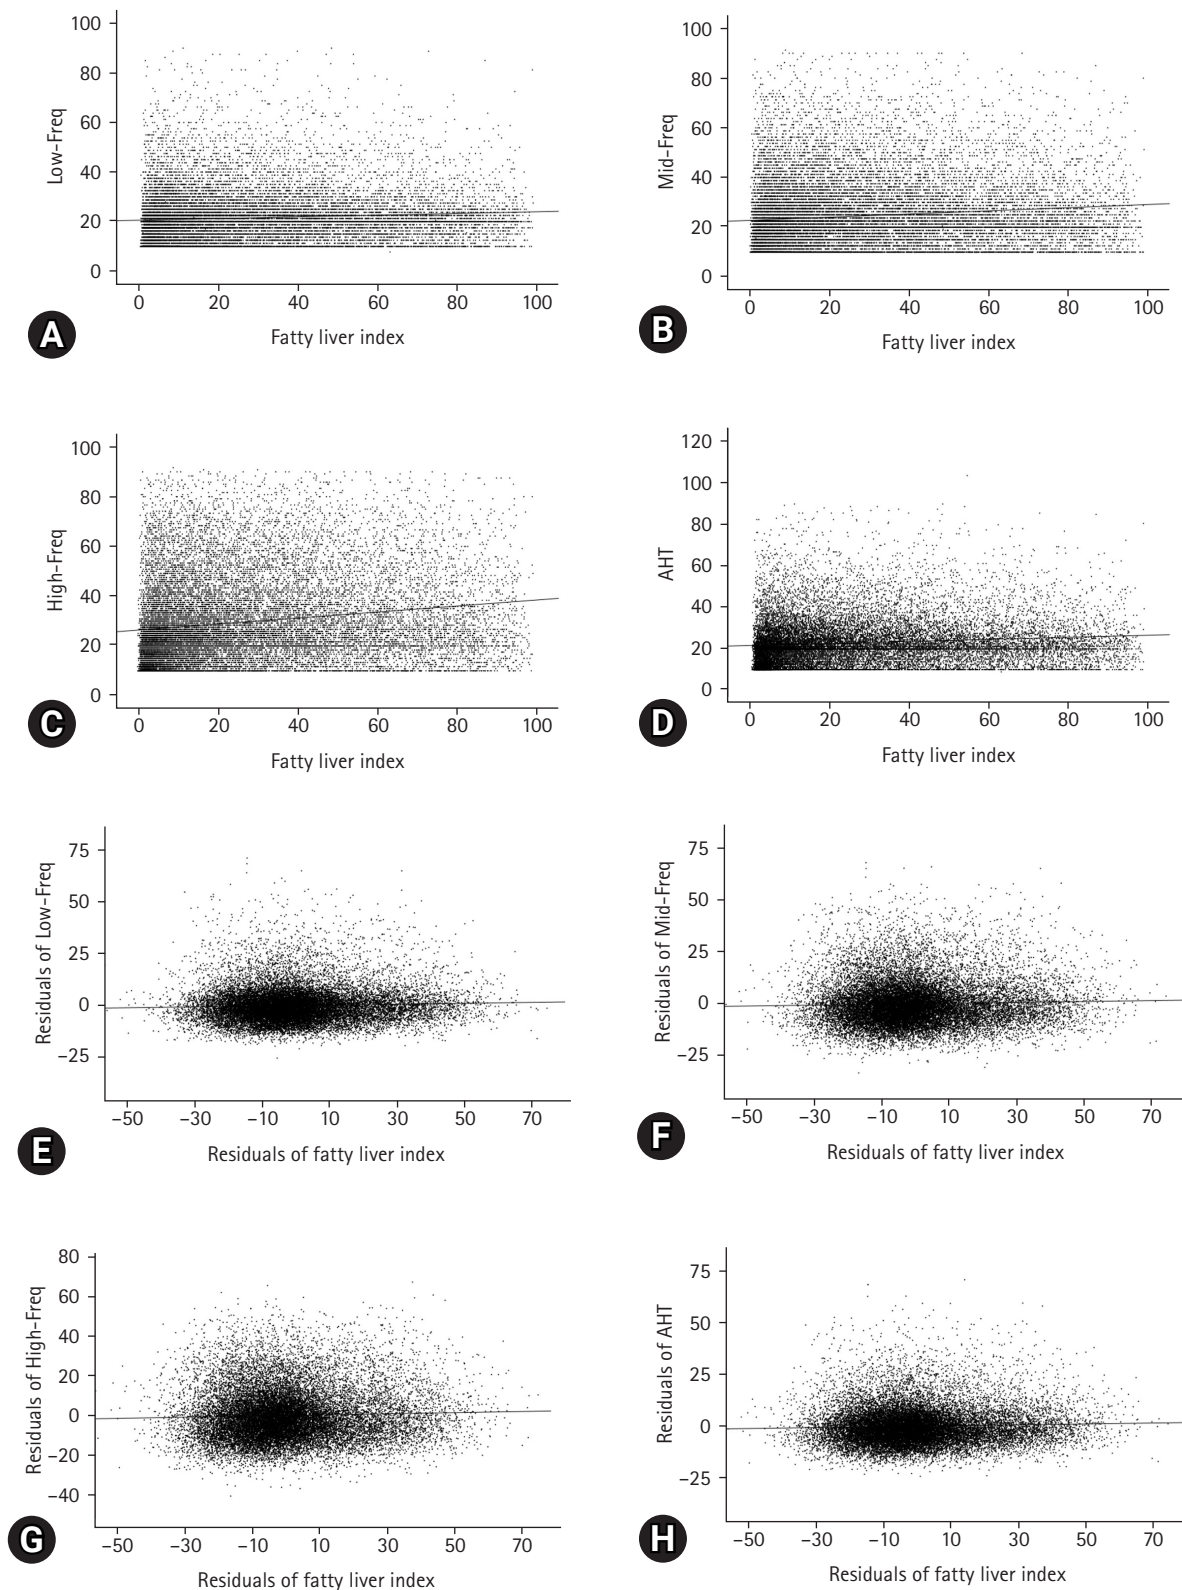 100
80
60
40
20
0
Low-Freq
0 20 40 60 80 100
Fatty liver index
A
100
80
60
40
20
0
Mid-Freq
0 20 40 60 80 100
Fatty liver index
B
100
80
60
40
20
0
High-Freq
0 20 40 60 80 100
Fatty liver index
C
120
100
80
60
40
20
0
AHT
0 20 40 60 80 100
Fatty liver index
D
75
50
25
0
−25
Residuals of Low-Freq
−50 −30 −10 10 30 50 70
Residuals of fatty liver index
E
75
50
25
0
−25
Residuals of Mid-Freq
−50 −30 −10 10 30 50 70
Residuals of fatty liver index
F
80
60
40
20
0
−20
−40
Residuals of High-Freq
−50 −30 −10 10 30 50 70
Residuals of fatty liver index
G
75
50
25
0
−25
Residuals of AHT
−50 −30 −10 10 30 50 70
Residuals of fatty liver index
H